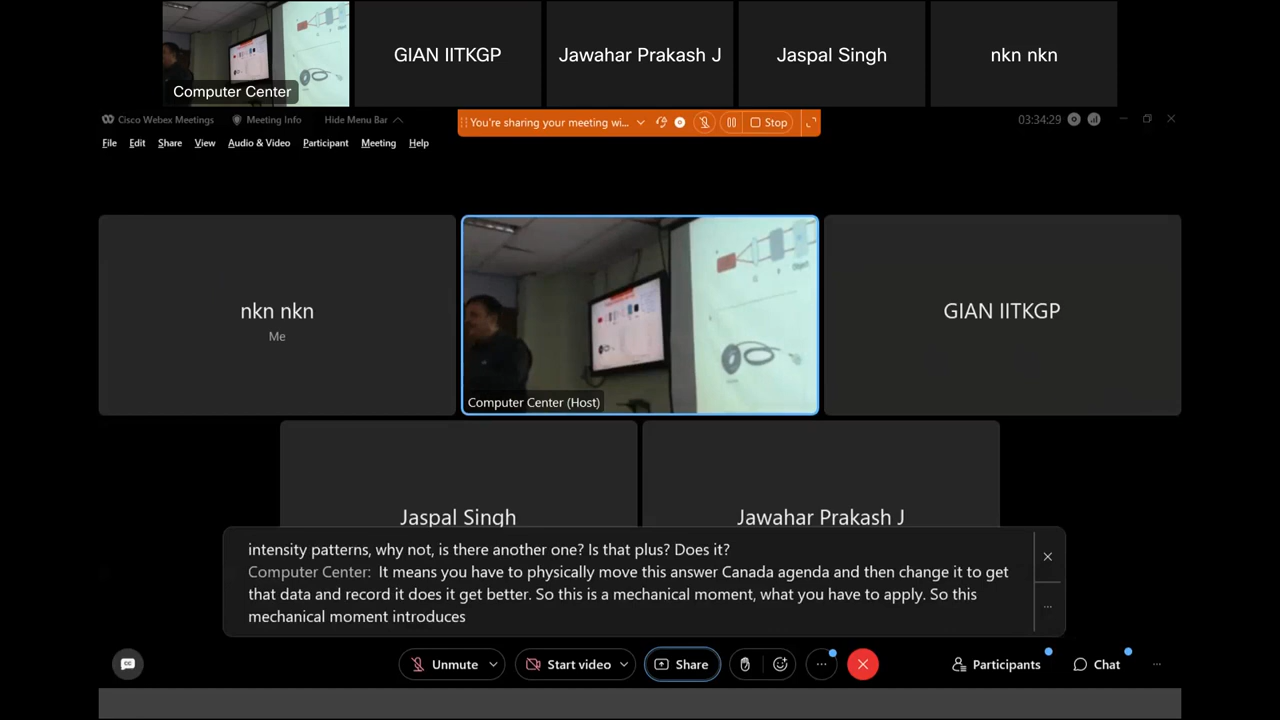 Computer Center
GIAN IITKGP
Jawahar Prakash J
Jaspal Singh
nkn nkn
Cisco Webex Meetings
Meeting Info
Hide Menu Bar
You're sharing your meeting wi...
Stop
03:34:29
File Edit Share View Audio & Video Participant Meeting Help
nkn nkn
Me
Computer Center (Host)
GIAN IITKGP
Object
Jaspal Singh
Jawahar Prakash J
intensity patterns, why not, is there another one? Is that plus? Does it?
Computer Center: It means you have to physically move this answer Canada agenda and then change it to get
that data and record it does it get better. So this is a mechanical moment, what you have to apply. So this
mechanical moment introduces
CC
Unmute
Start video
Share
Participants
Chat